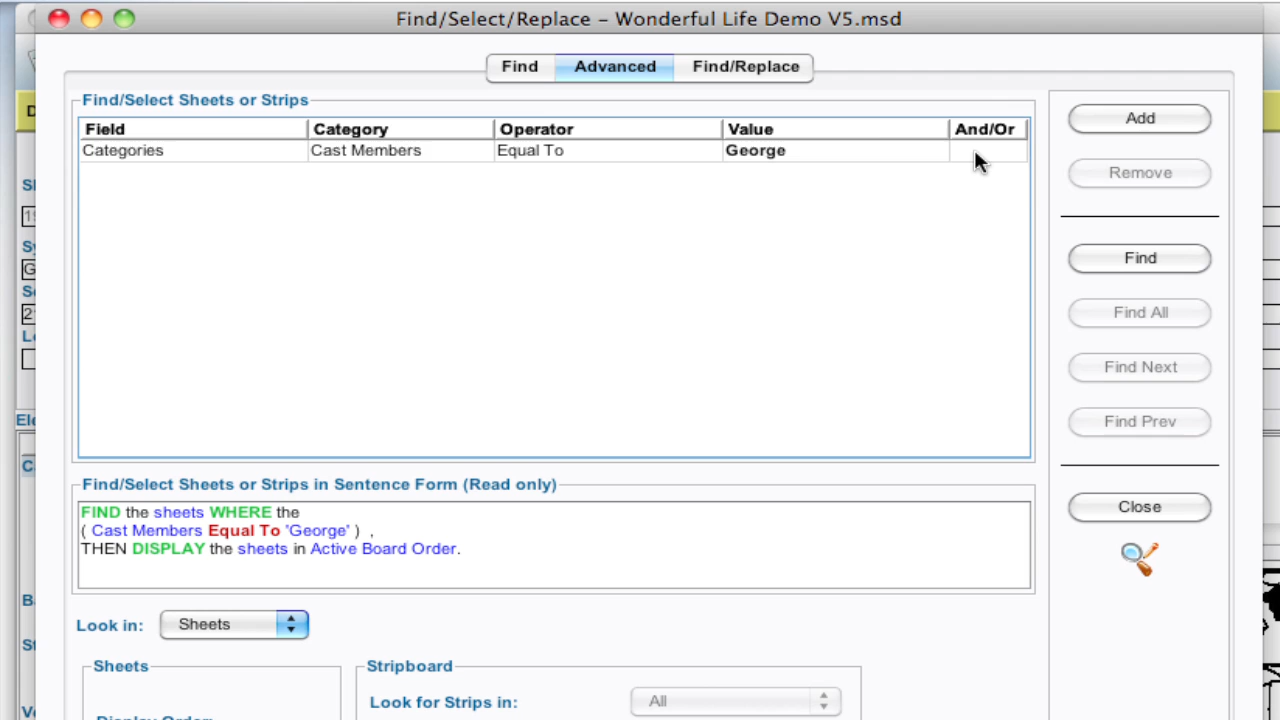 Find/Select/Replace – Wonderful Life Demo V5.msd
Find Advanced Find/Replace
Find/Select Sheets or Strips
Field Category Operator Value And/Or
Categories Cast Members Equal To George
Add
Remove
Find
Find All
Find Next
Find Prev
Close
Find/Select Sheets or Strips in Sentence Form (Read only)
FIND the sheets WHERE the
( Cast Members Equal To 'George' ) ,
THEN DISPLAY the sheets in Active Board Order.
Look in: Sheets
Sheets
Stripboard
Look for Strips in: All
Display Order: